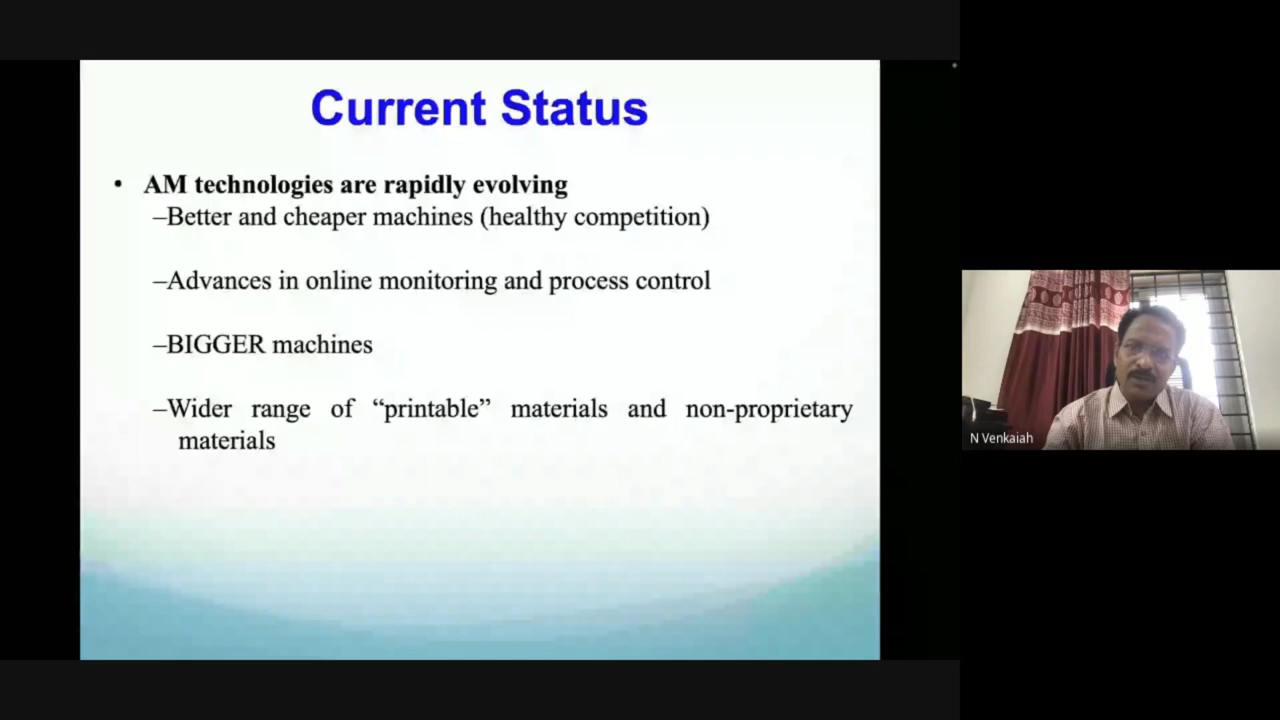 Current Status
• AM technologies are rapidly evolving
–Better and cheaper machines (healthy competition)
–Advances in online monitoring and process control
–BIGGER machines
–Wider range of “printable” materials and non-proprietary
materials
N Venkaiah